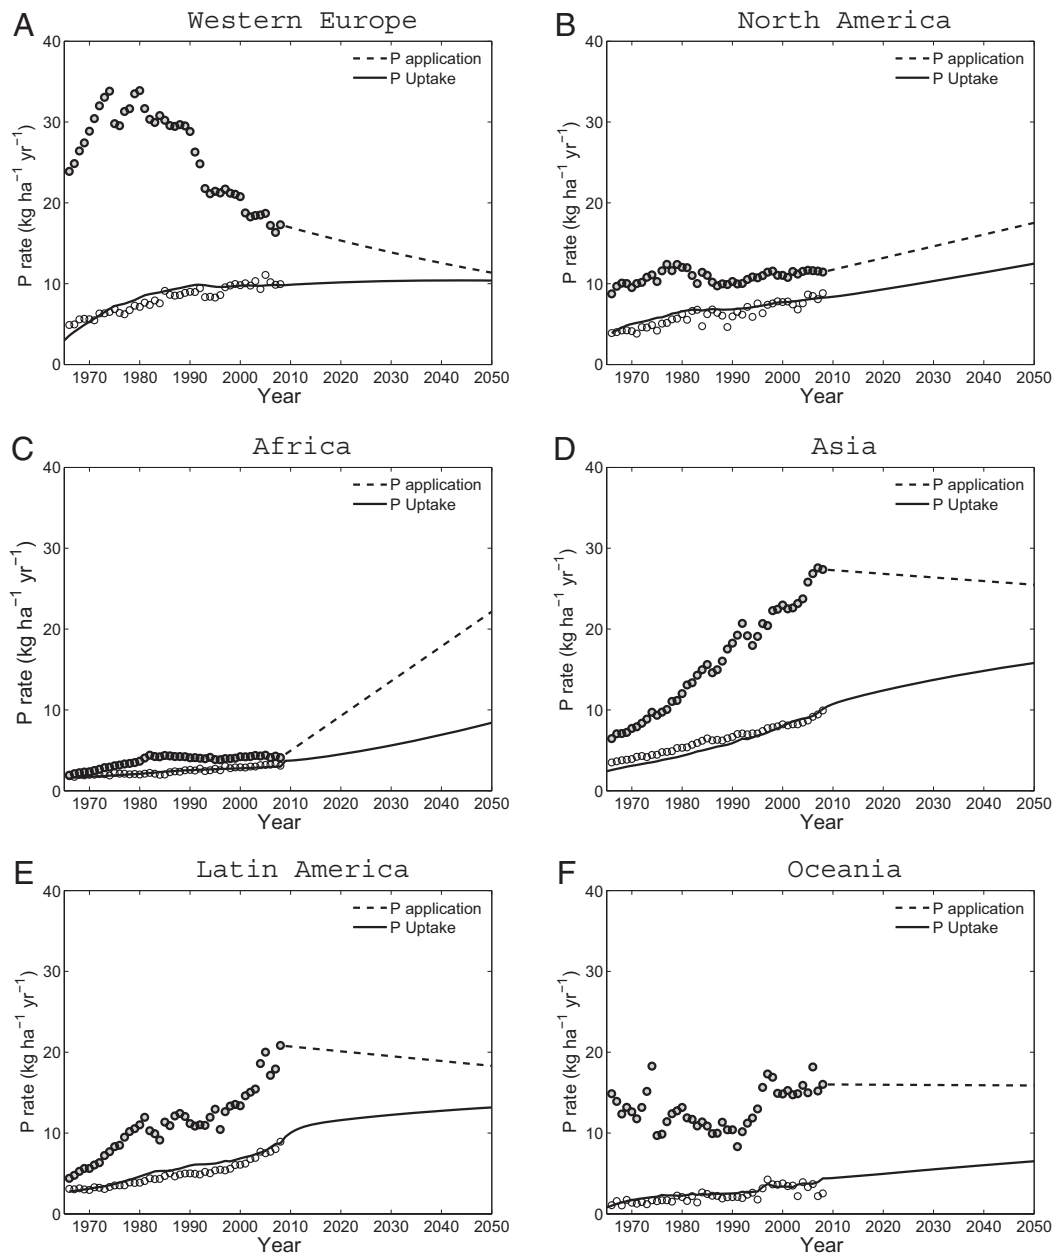 A Western Europe
40
P application
P Uptake
30
20
10
0
P rate (kg ha⁻¹ yr⁻¹)
1970 1980 1990 2000 2010 2020 2030 2040 2050
Year
B North America
40
P application
P Uptake
30
20
10
0
P rate (kg ha⁻¹ yr⁻¹)
1970 1980 1990 2000 2010 2020 2030 2040 2050
Year
C Africa
40
P application
P Uptake
30
20
10
0
P rate (kg ha⁻¹ yr⁻¹)
1970 1980 1990 2000 2010 2020 2030 2040 2050
Year
D Asia
40
P application
P Uptake
30
20
10
0
P rate (kg ha⁻¹ yr⁻¹)
1970 1980 1990 2000 2010 2020 2030 2040 2050
Year
E Latin America
40
P application
P Uptake
30
20
10
0
P rate (kg ha⁻¹ yr⁻¹)
1970 1980 1990 2000 2010 2020 2030 2040 2050
Year
F Oceania
40
P application
P Uptake
30
20
10
0
P rate (kg ha⁻¹ yr⁻¹)
1970 1980 1990 2000 2010 2020 2030 2040 2050
Year